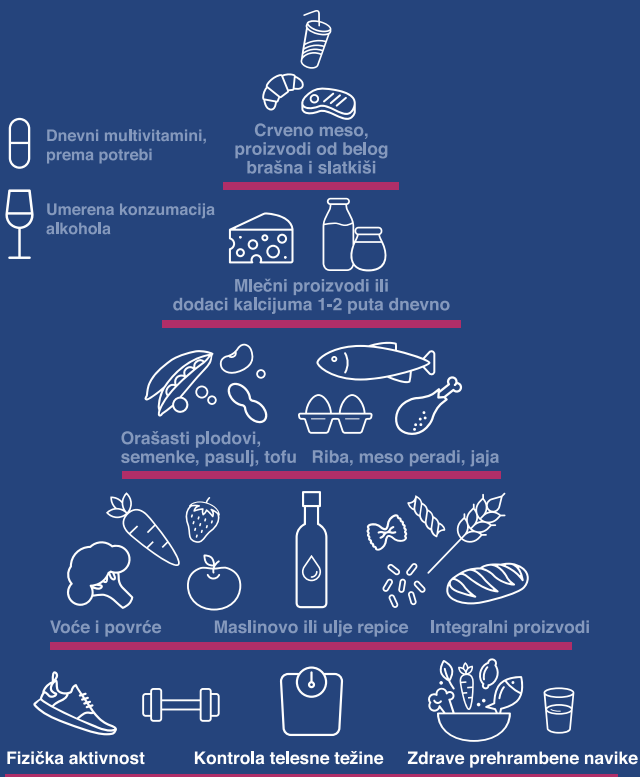 Crveno meso,
proizvodi od belog
brašna i slatkiši
Dnevni multivitamini,
prema potrebi
Umerena konzumacija
alkohola
Mlečni proizvodi ili
dodaci kalcijuma 1-2 puta dnevno
Orašasti plodovi,
semenke, pasulj, tofu
Riba, meso peradi, jaja
Voće i povrće
Maslinovo ili ulje repice
Integralni proizvodi
Fizička aktivnost
Kontrola telesne težine
Zdrave prehrambene navike